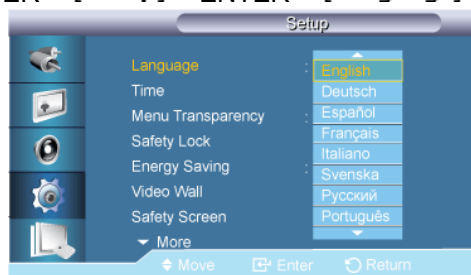 Setup
Language : English
Time Deutsch
Menu Transparency : Español
Safety Lock Français
Energy Saving : Italiano
Video Wall Svenska
Safety Screen Русский
More Português
Move Enter Return